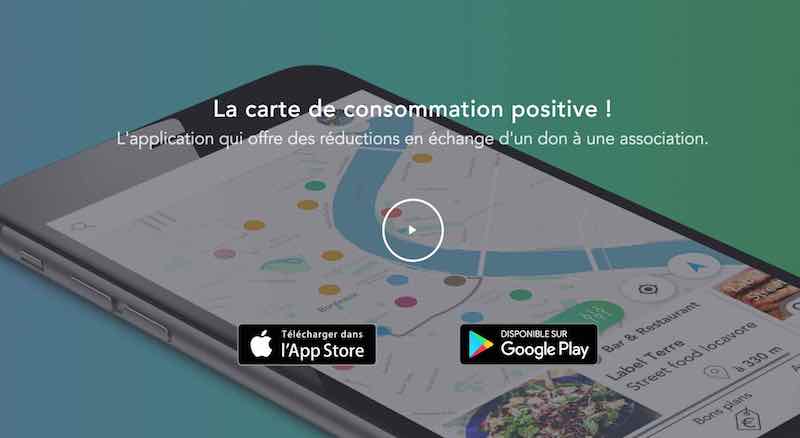 La carte de consommation positive !
L'application qui offre des réductions en échange d'un don à une association.
Bordeaux
Télécharger dans
l'App Store
DISPONIBLE SUR
Google Play
Bar & Restaurant
Label Terre
Street food locavore
à 330 m
Bons plans